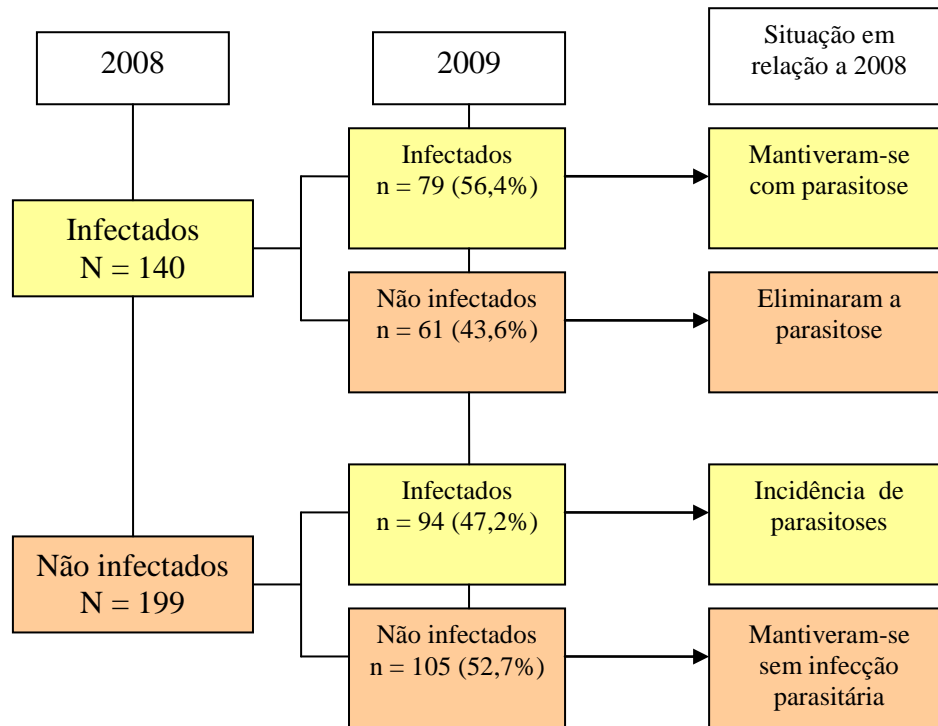 2008
2009
Situação em
relação a 2008
Infectados
N = 140
Infectados
n = 79 (56,4%)
Mantiveram-se
com parasitose
Não infectados
n = 61 (43,6%)
Eliminaram a
parasitose
Não infectados
N = 199
Infectados
n = 94 (47,2%)
Incidência de
parasitoses
Não infectados
n = 105 (52,7%)
Mantiveram-se
sem infecção
parasitária